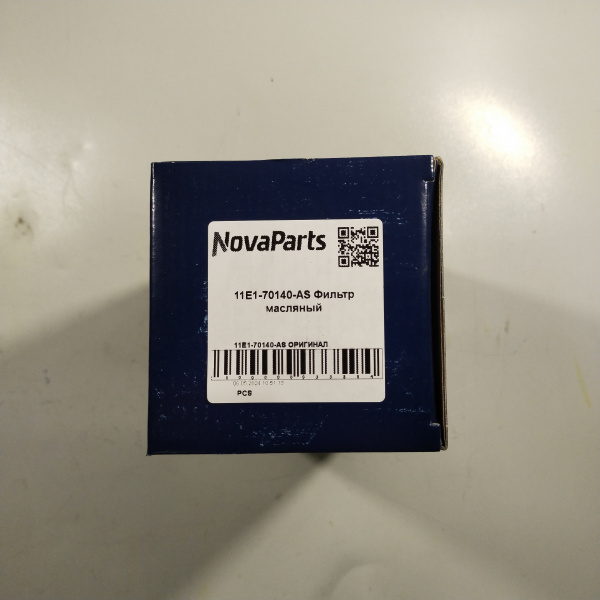 NovaParts
11E1-70140-AS Фильтр
масляный
11E1-70140-AS ОРИГИНАЛ
PCS